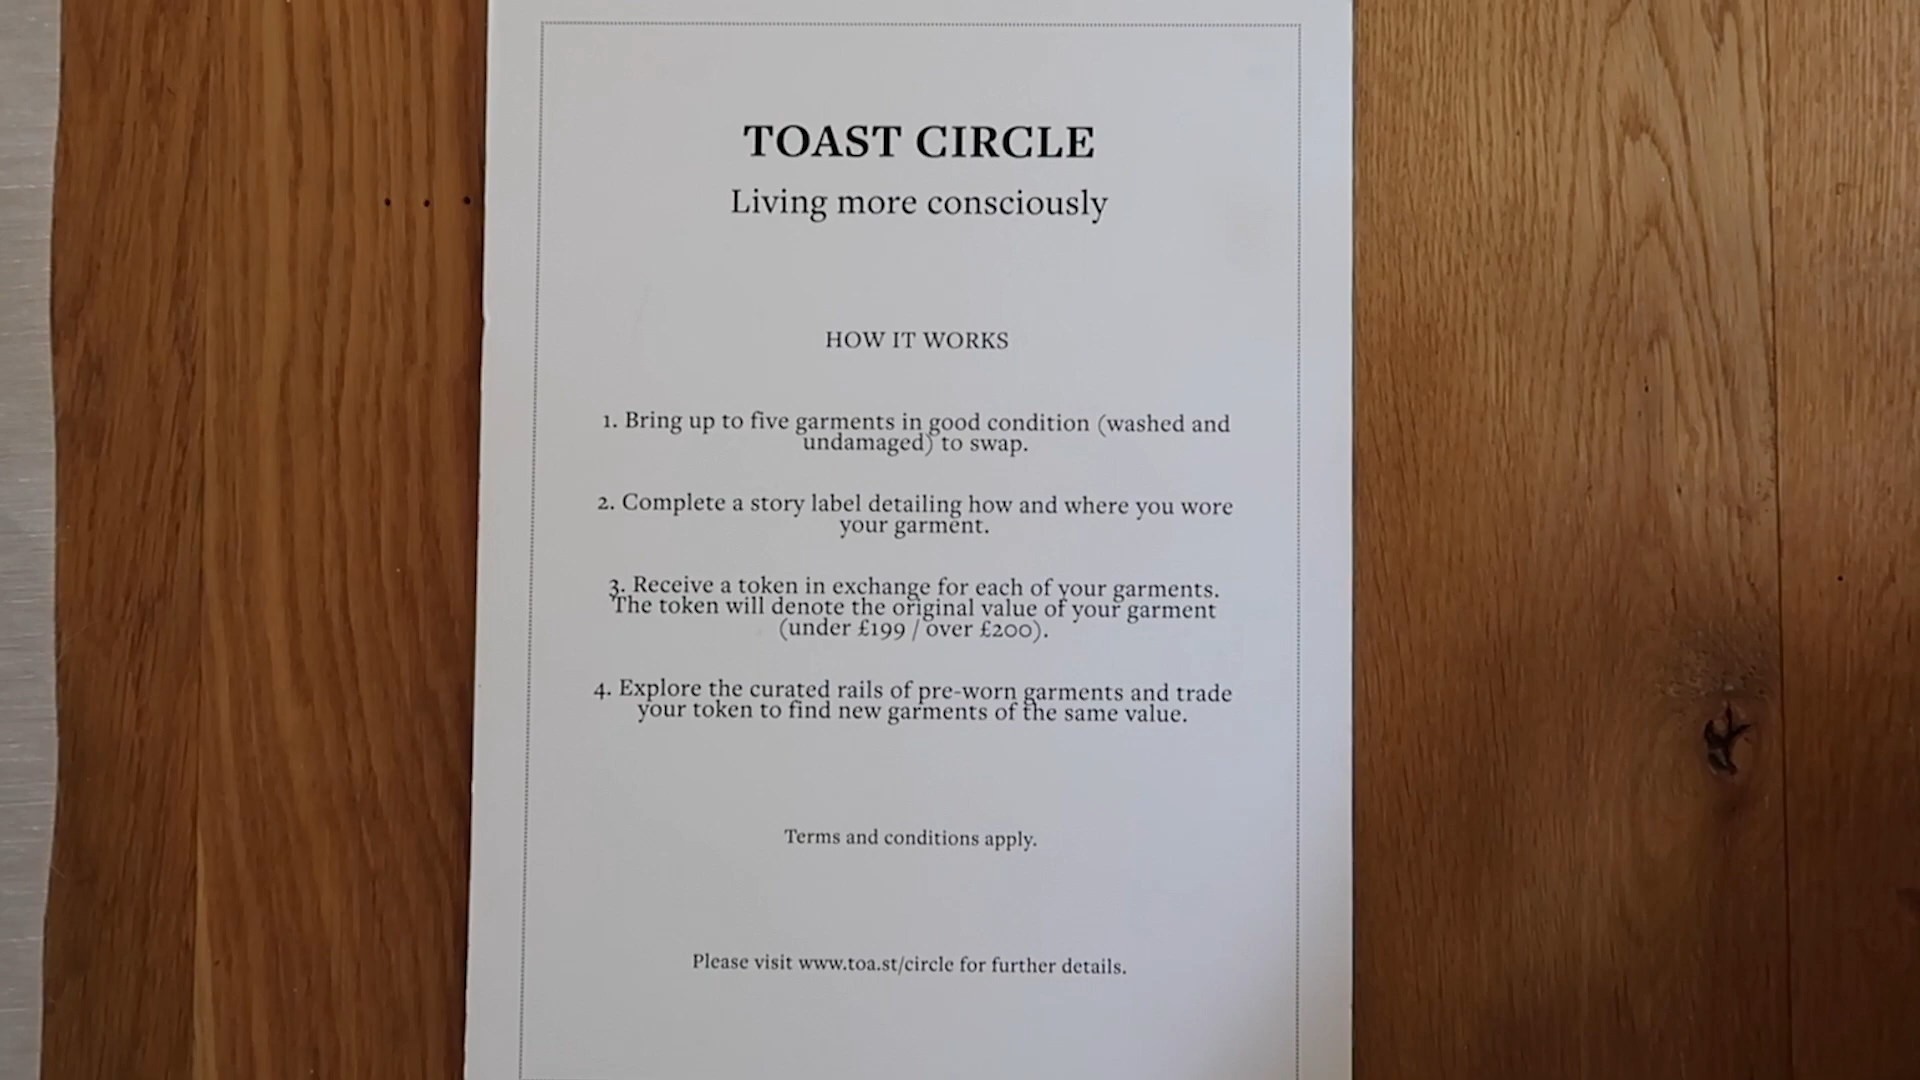 TOAST CIRCLE
Living more consciously
HOW IT WORKS
1. Bring up to five garments in good condition (washed and
undamaged) to swap.
2. Complete a story label detailing how and where you wore
your garment.
3. Receive a token in exchange for each of your garments.
The token will denote the original value of your garment
(under £199 / over £200).
4. Explore the curated rails of pre-worn garments and trade
your token to find new garments of the same value.
Terms and conditions apply.
Please visit www.toa.st/circle for further details.